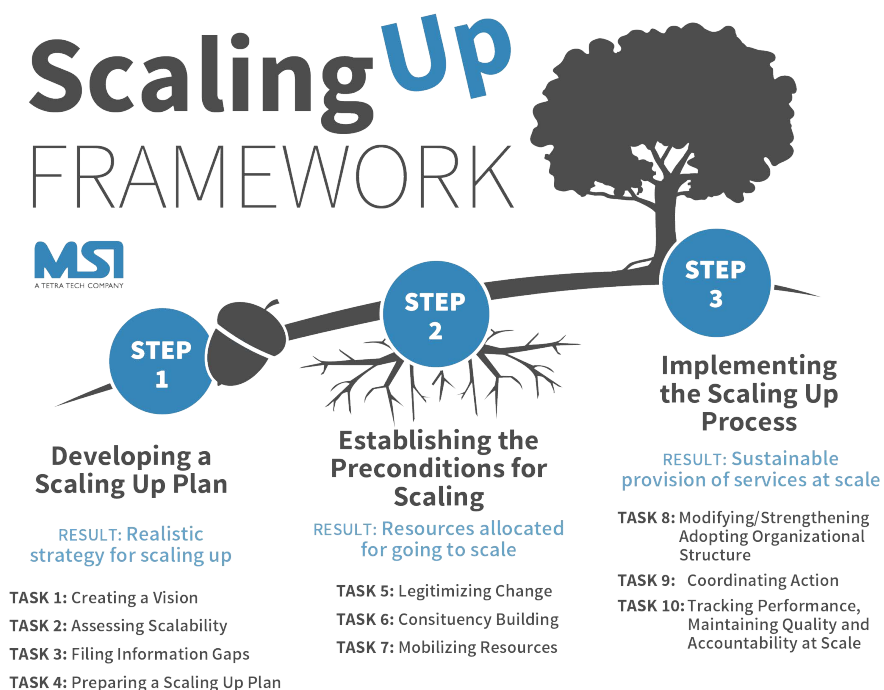 Scaling Up
FRAMEWORK
MSI
A TETRA TECH COMPANY
STEP
1
STEP
2
STEP
3
Developing a
Scaling Up Plan
RESULT: Realistic
strategy for scaling up
TASK 1: Creating a Vision
TASK 2: Assessing Scalability
TASK 3: Filing Information Gaps
TASK 4: Preparing a Scaling Up Plan
Establishing the
Preconditions for
Scaling
RESULT: Resources allocated
for going to scale
TASK 5: Legitimizing Change
TASK 6: Consituency Building
TASK 7: Mobilizing Resources
Implementing
the Scaling Up
Process
RESULT: Sustainable
provision of services at scale
TASK 8: Modifying/Strengthening
Adopting Organizational
Structure
TASK 9: Coordinating Action
TASK 10: Tracking Performance,
Maintaining Quality and
Accountability at Scale